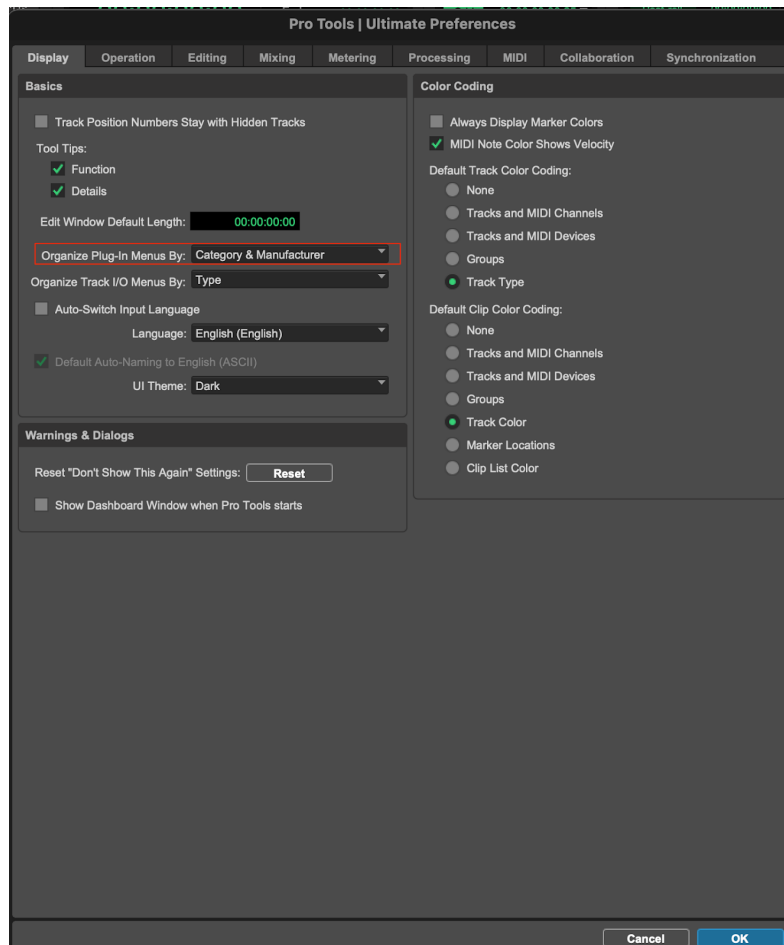 Pro Tools | Ultimate Preferences
Display Operation Editing Mixing Metering Processing MIDI Collaboration Synchronization
Basics
Track Position Numbers Stay with Hidden Tracks
Tool Tips:
Function
Details
Edit Window Default Length: 00:00:00:00
Organize Plug-In Menus By: Category & Manufacturer
Organize Track I/O Menus By: Type
Auto-Switch Input Language
Language: English (English)
Default Auto-Naming to English (ASCII)
UI Theme: Dark
Warnings & Dialogs
Reset "Don't Show This Again" Settings: Reset
Show Dashboard Window when Pro Tools starts
Color Coding
Always Display Marker Colors
MIDI Note Color Shows Velocity
Default Track Color Coding:
None
Tracks and MIDI Channels
Tracks and MIDI Devices
Groups
Track Type
Default Clip Color Coding:
None
Tracks and MIDI Channels
Tracks and MIDI Devices
Groups
Track Color
Marker Locations
Clip List Color
Cancel OK